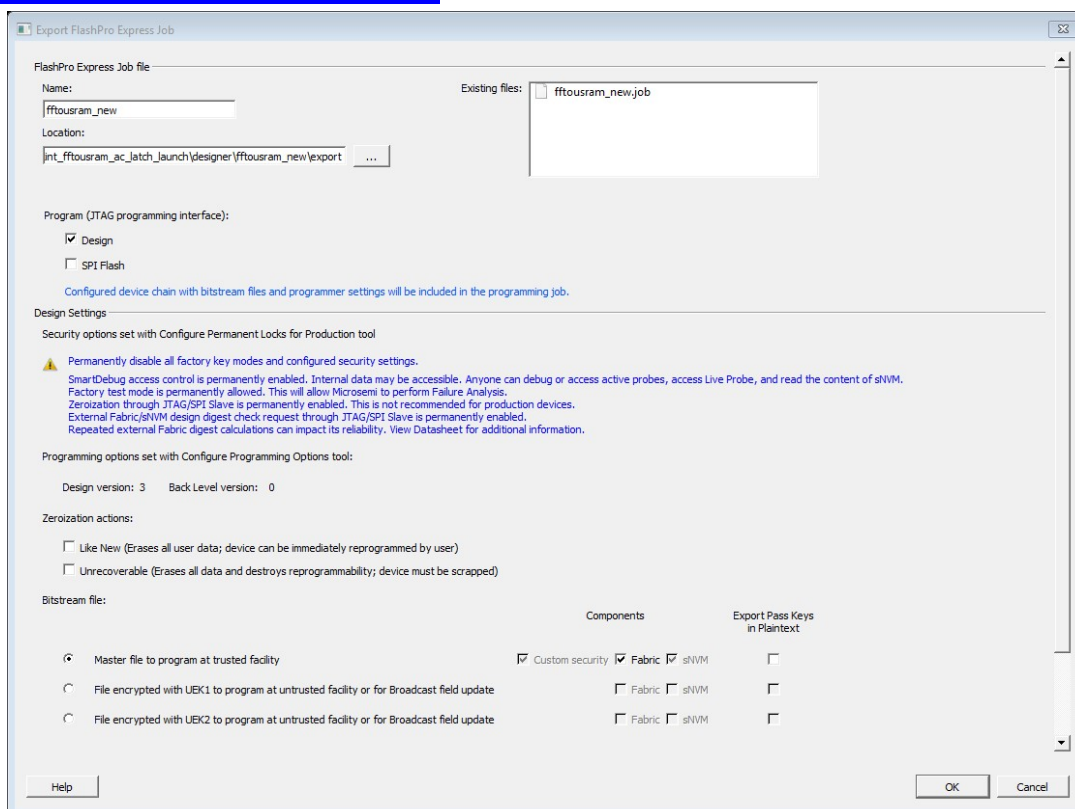 Export FlashPro Express Job
FlashPro Express Job file
Name:
Existing files:
fftousram_new.job
fftousram_new
Location:
int_fftousram_ac_latch_launch\designer\fftousram_new\export
...
Program (JTAG programming interface):
Design
SPI Flash
Configured device chain with bitstream files and programmer settings will be included in the programming job.
Design Settings
Security options set with Configure Permanent Locks for Production tool
Permanently disable all factory key modes and configured security settings.
SmartDebug access control is permanently enabled. Internal data may be accessible. Anyone can debug or access active probes, access Live Probe, and read the content of sNVM.
Factory test mode is permanently allowed. This will allow Microsemi to perform Failure Analysis.
Zeroization through JTAG/SPI Slave is permanently enabled. This is not recommended for production devices.
External Fabric/sNVM design digest check request through JTAG/SPI Slave is permanently enabled.
Repeated external Fabric digest calculations can impact its reliability. View Datasheet for additional information.
Programming options set with Configure Programming Options tool:
Design version: 3 Back Level version: 0
Zeroization actions:
Like New (Erases all user data; device can be immediately reprogrammed by user)
Unrecoverable (Erases all data and destroys reprogrammability; device must be scrapped)
Bitstream file:
Components
Export Pass Keys
in Plaintext
Master file to program at trusted facility Custom security Fabric sNVM
File encrypted with UEK1 to program at untrusted facility or for Broadcast field update Fabric sNVM
File encrypted with UEK2 to program at untrusted facility or for Broadcast field update Fabric sNVM
Help OK Cancel